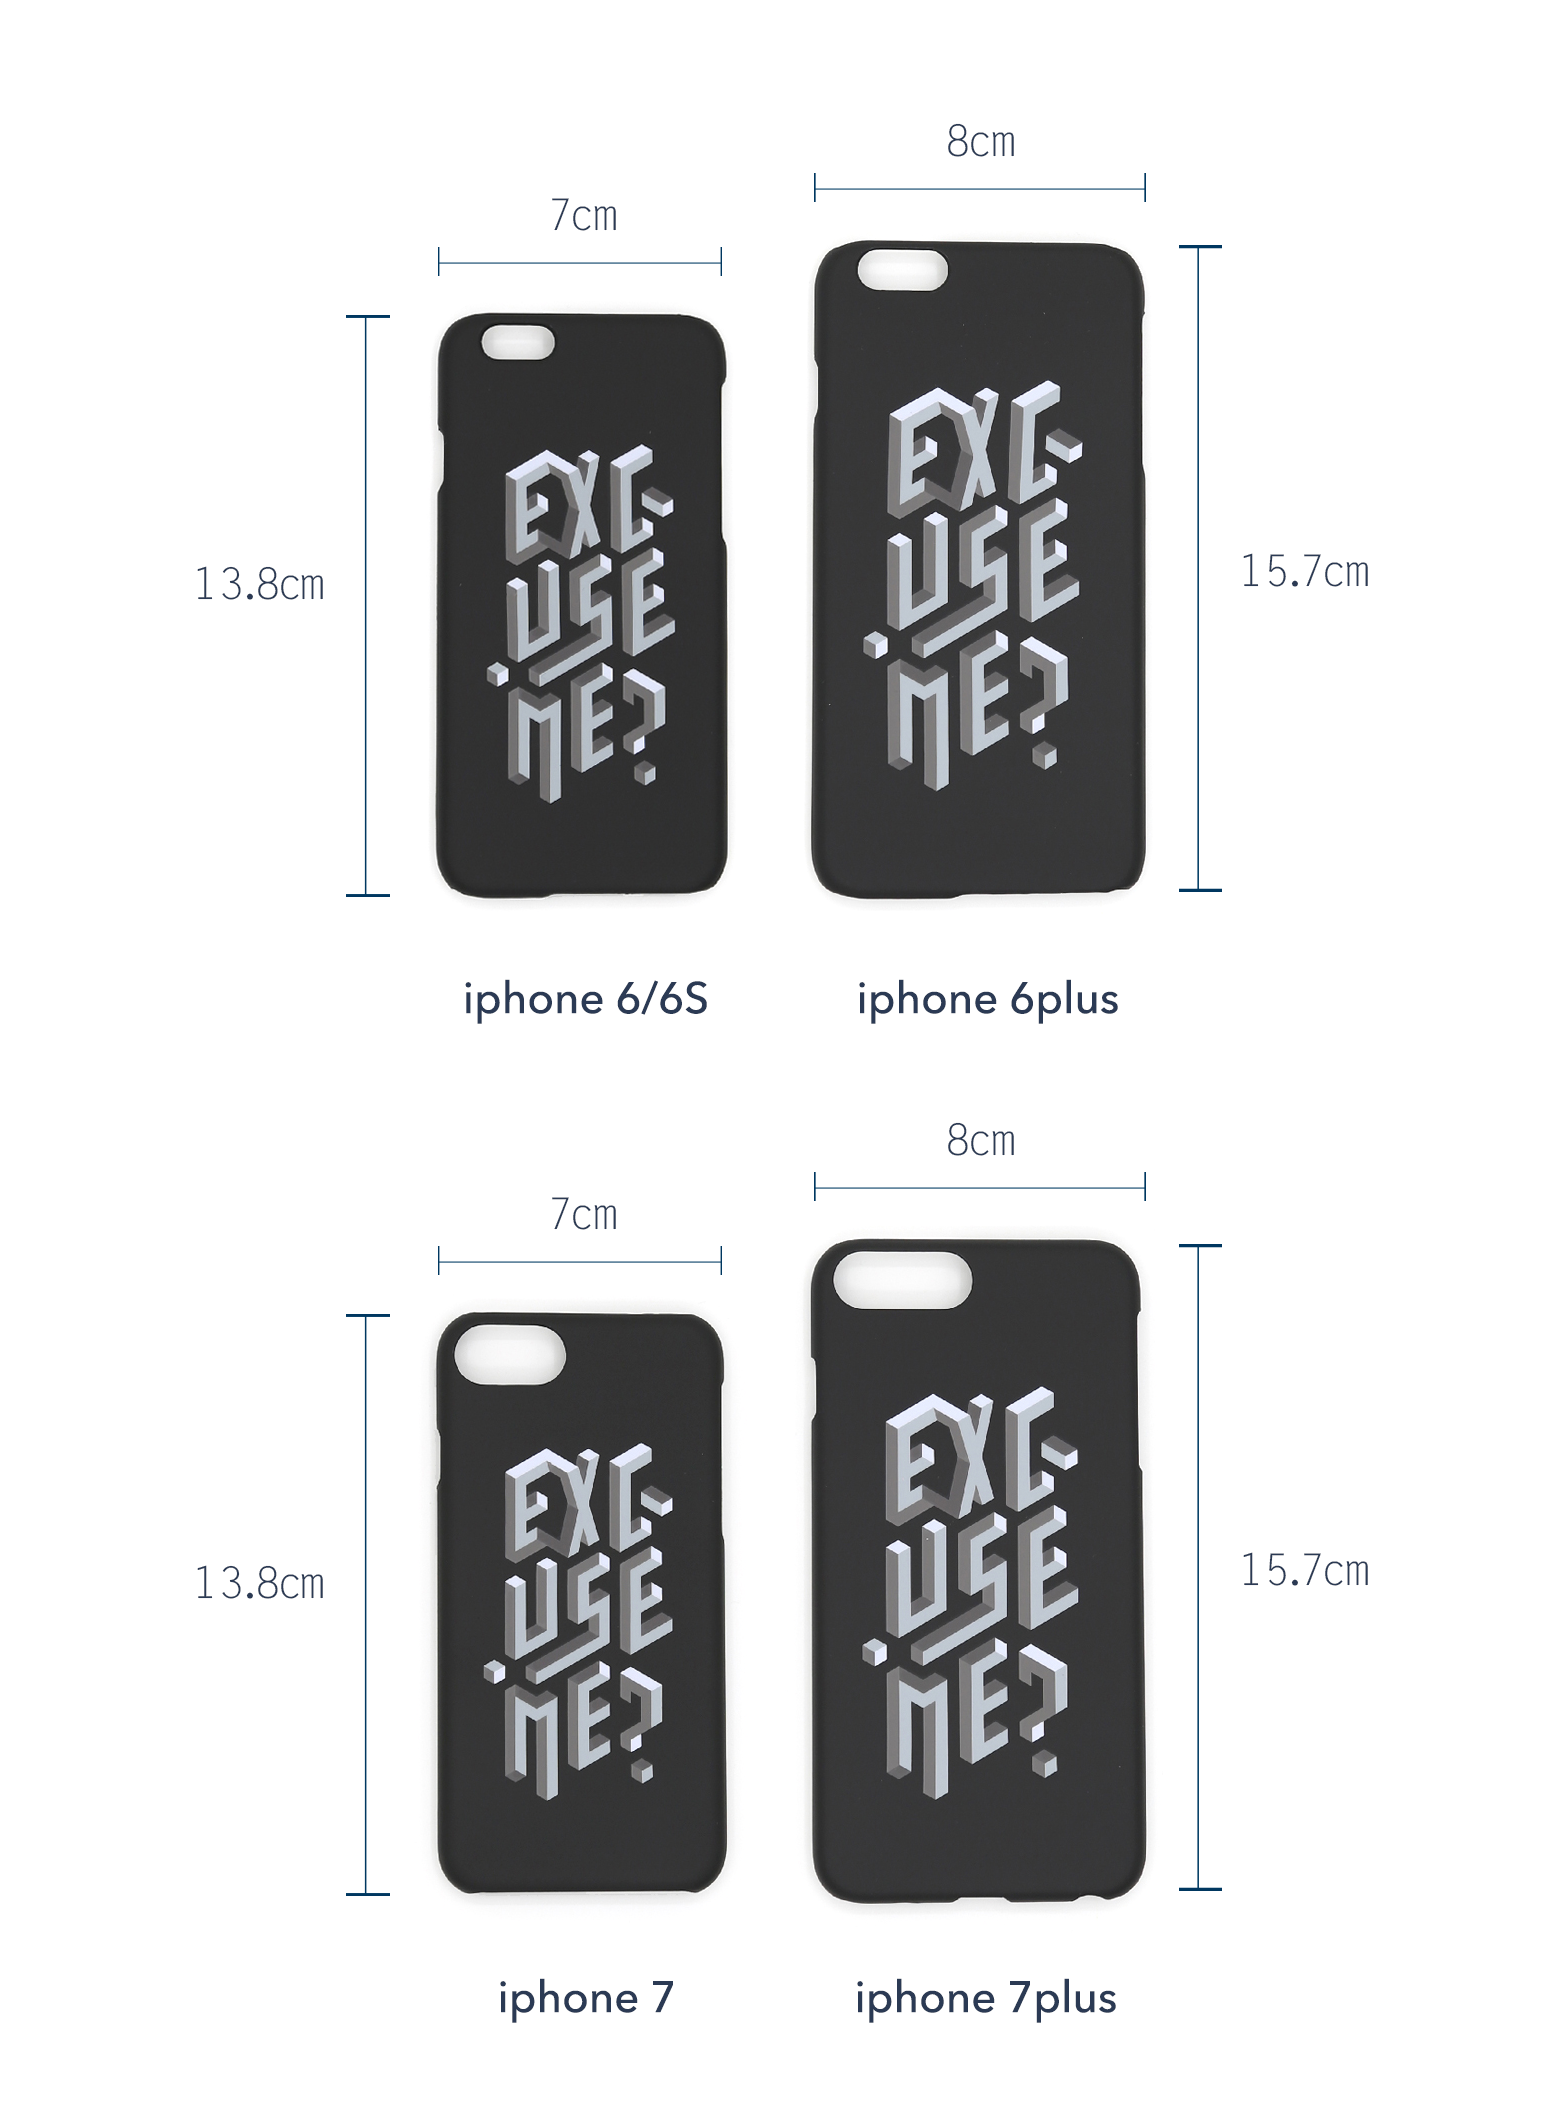 8cm
7cm
13.8cm
15.7cm
EXC-
USE
ME?
EXC-
USE
ME?
iphone 6/6S
iphone 6plus
8cm
7cm
13.8cm
15.7cm
EXC-
USE
ME?
EXC-
USE
ME?
iphone 7
iphone 7plus